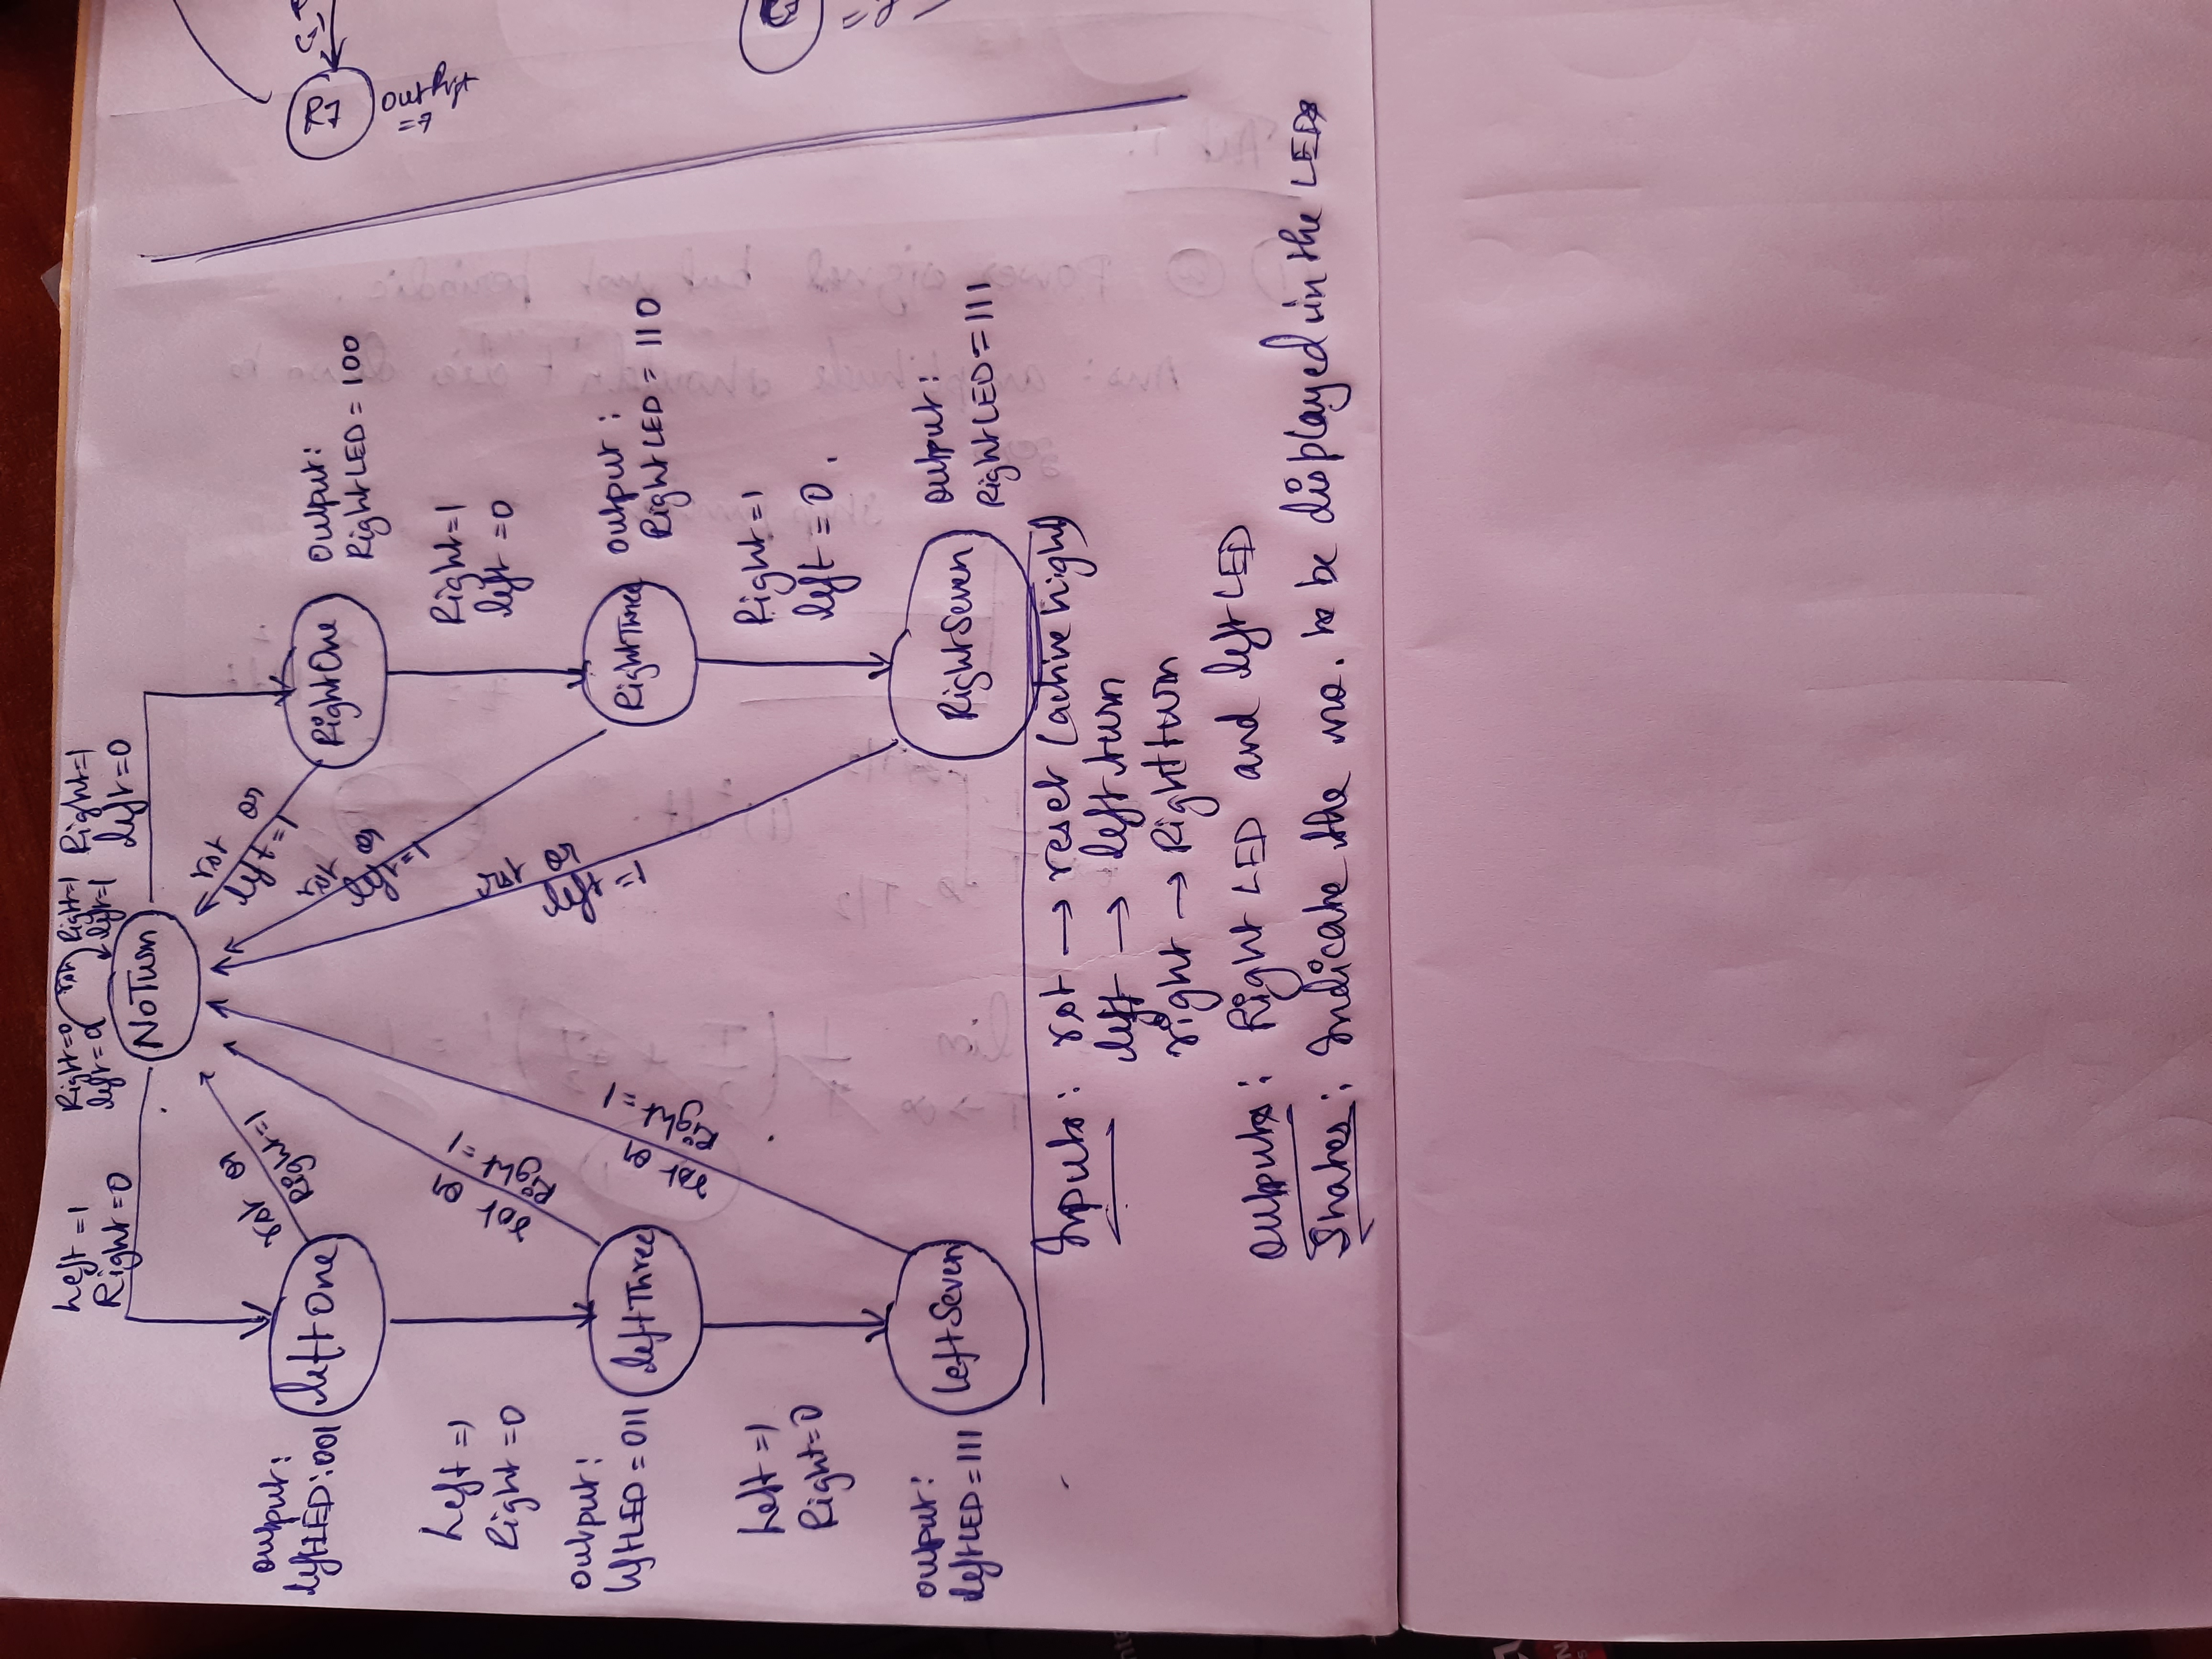 Left =1
Right =0
Right=0
left=0
rst
Right=1
left=1
Right=1
left=0
NoTurn
output:
leftLED:001
leftOne
rst or
Right=1
rst or
left=1
RightOne
Output:
RightLED = 100
Left =1
Right =0
rst or
Right=1
rst or
left=1
Right=1
left =0
output:
leftLED = 011
leftThree
RightThree
output :
RightLED = 110
rst or
Right=1
rst or
left=1
Left =1
Right=0
Right =1
left =0.
output:
leftLED=111
LeftSeven
RightSeven
output:
RightLED=111
Inputs : rst → reset (active high)
left → left turn
right → Right turn
Outputs : Right LED and left LED
States : Indicate the no. to be displayed in the LEDs
R7
output
=7